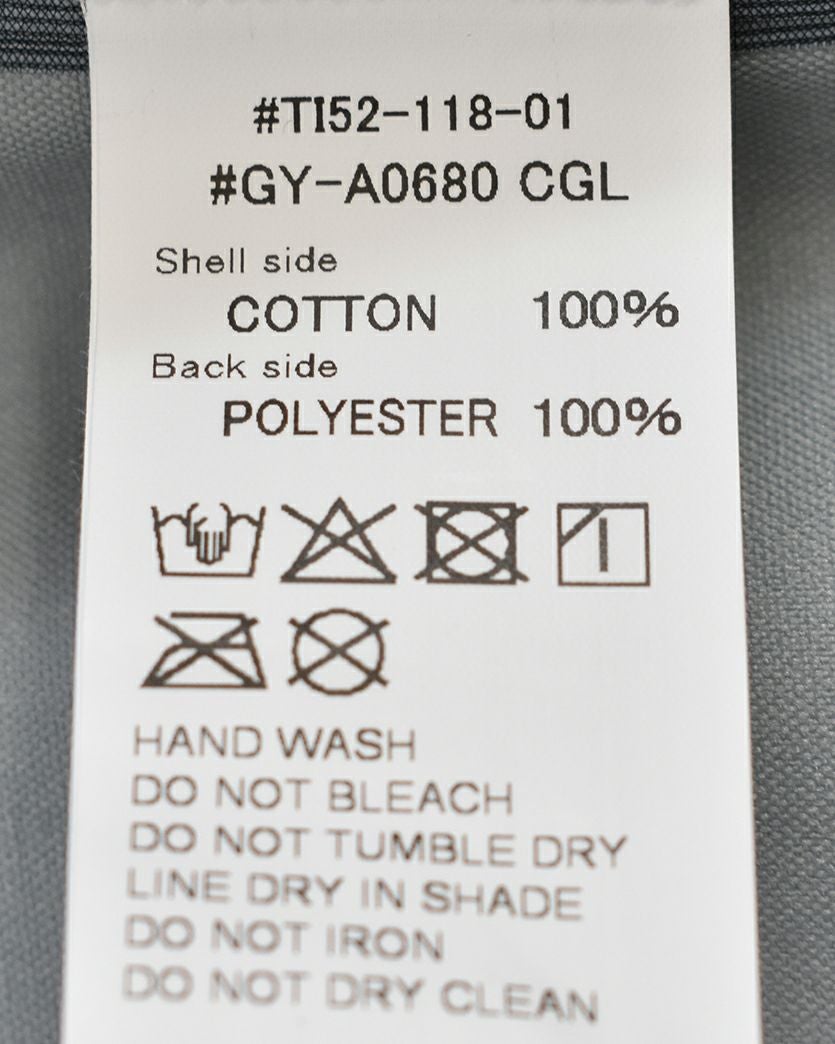 #TI52-118-01
#GY-A0680 CGL
Shell side
COTTON 100%
Back side
POLYESTER 100%
HAND WASH
DO NOT BLEACH
DO NOT TUMBLE DRY
LINE DRY IN SHADE
DO NOT IRON
DO NOT DRY CLEAN